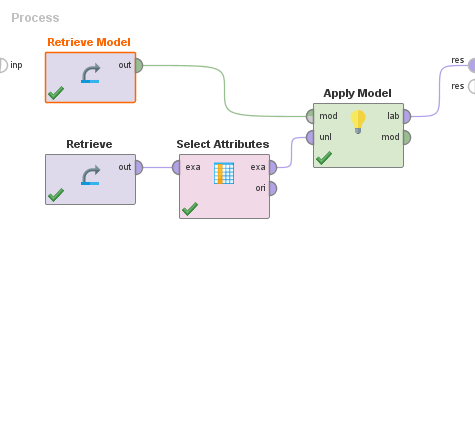 Process
Retrieve Model
inp
out
res
res
Apply Model
mod
lab
unl
mod
Retrieve
out
Select Attributes
exa
exa
ori